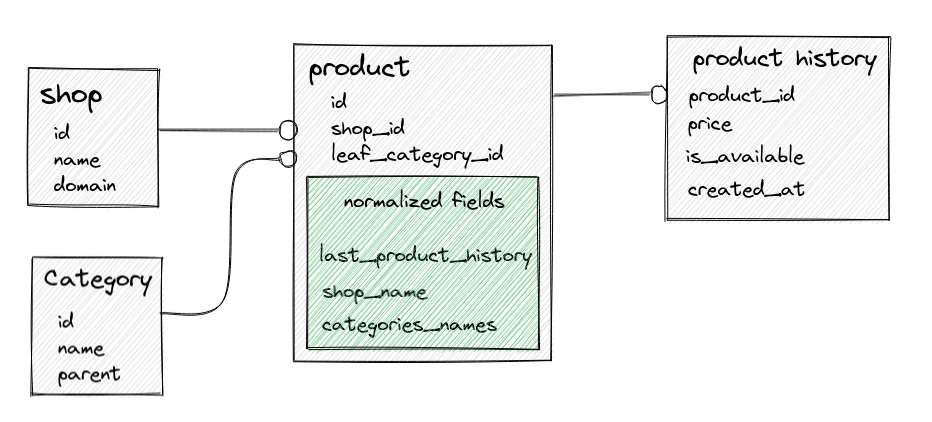 shop
id
name
domain
Category
id
name
parent
product
id
shop_id
leaf_category_id
normalized fields
last_product_history
shop_name
categories_names
product history
product_id
price
is_available
created_at